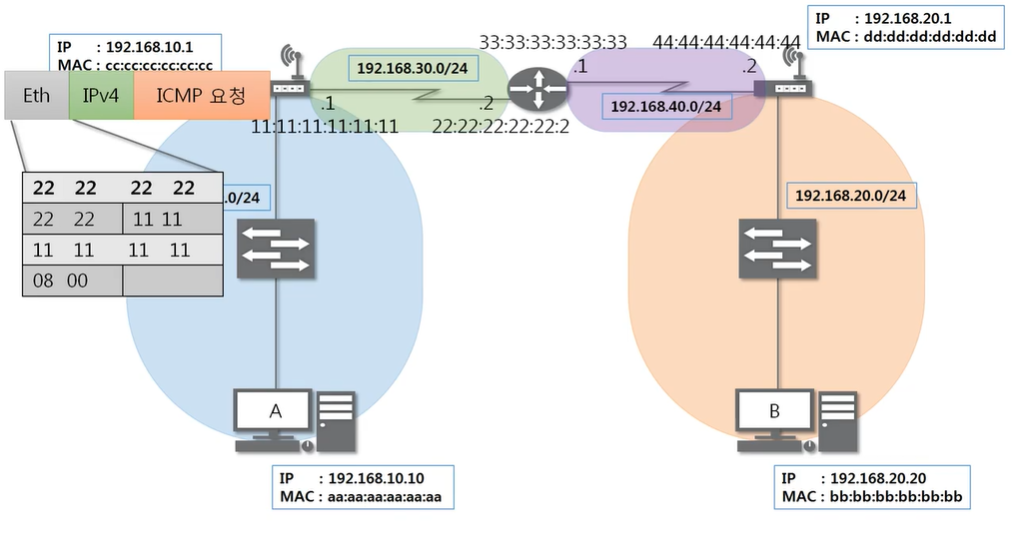 IP : 192.168.10.1
MAC : cc:cc:cc:cc:cc:cc
IP : 192.168.20.1
MAC : dd:dd:dd:dd:dd:dd
33:33:33:33:33:33
44:44:44:44:44:44
Eth IPv4 ICMP 요청
192.168.30.0/24
.1
.2
.1
.2
192.168.40.0/24
11:11:11:11:11:11
22:22:22:22:22:2
22 22 22 22
22 22 11 11
11 11 11 11
08 00
.0/24
192.168.20.0/24
A
B
IP : 192.168.10.10
MAC : aa:aa:aa:aa:aa:aa
IP : 192.168.20.20
MAC : bb:bb:bb:bb:bb:bb